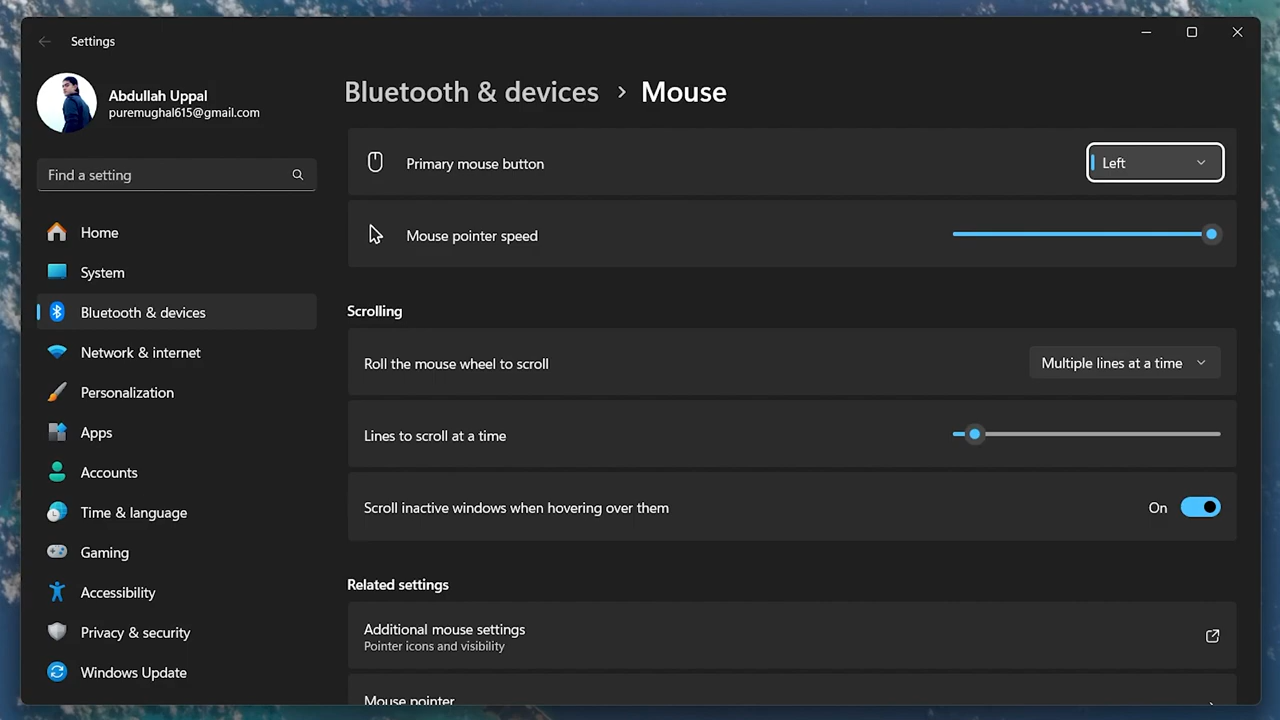 Settings
Abdullah Uppal
puremughal615@gmail.com
Find a setting
Home
System
Bluetooth & devices
Network & internet
Personalization
Apps
Accounts
Time & language
Gaming
Accessibility
Privacy & security
Windows Update
Bluetooth & devices › Mouse
Primary mouse button
Left
Mouse pointer speed
Scrolling
Roll the mouse wheel to scroll
Multiple lines at a time
Lines to scroll at a time
Scroll inactive windows when hovering over them
On
Related settings
Additional mouse settings
Pointer icons and visibility
Mouse pointer